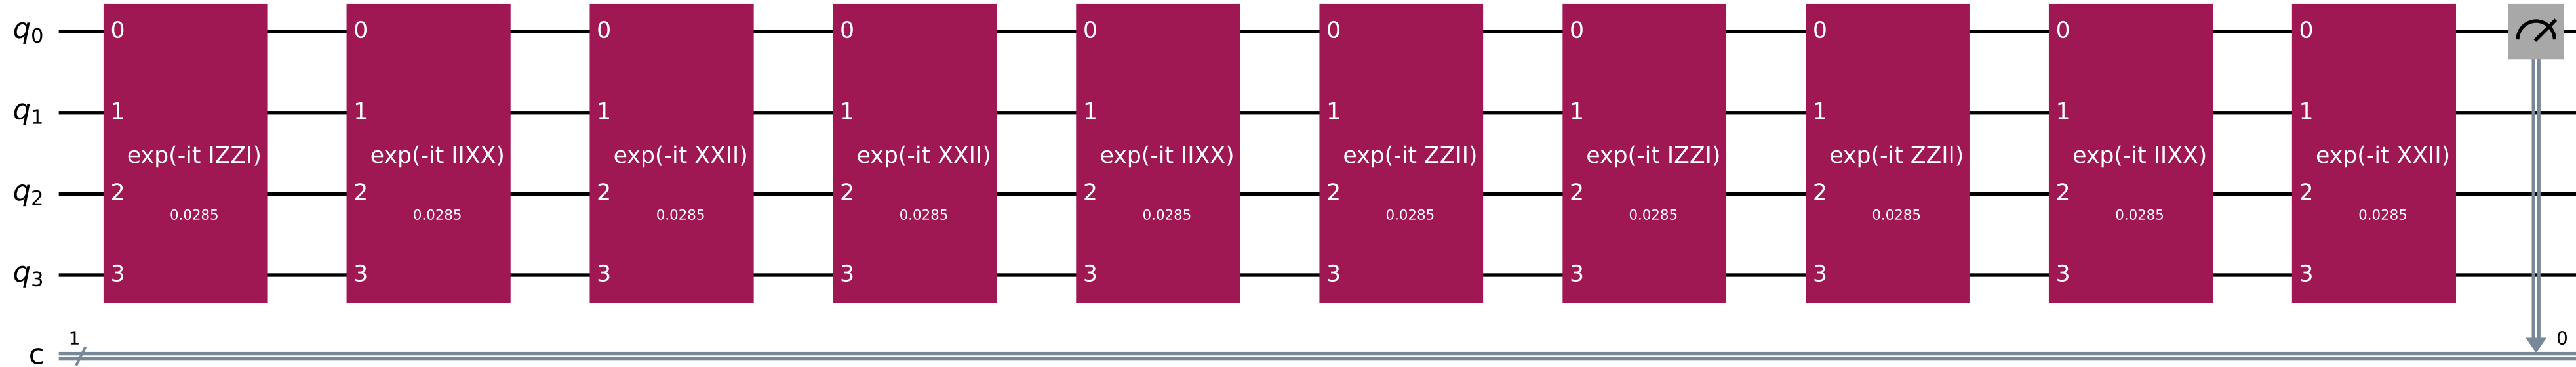 q0 0 0 0 0 0 0 0 0 0 0
q1 1 1 1 1 1 1 1 1 1 1
exp(-it IZZI) exp(-it IIXX) exp(-it XXII) exp(-it XXII) exp(-it IIXX) exp(-it ZZII) exp(-it IZZI) exp(-it ZZII) exp(-it IIXX) exp(-it XXII)
q2 2 2 2 2 2 2 2 2 2 2
0.0285 0.0285 0.0285 0.0285 0.0285 0.0285 0.0285 0.0285 0.0285 0.0285
q3 3 3 3 3 3 3 3 3 3 3
1 0
c